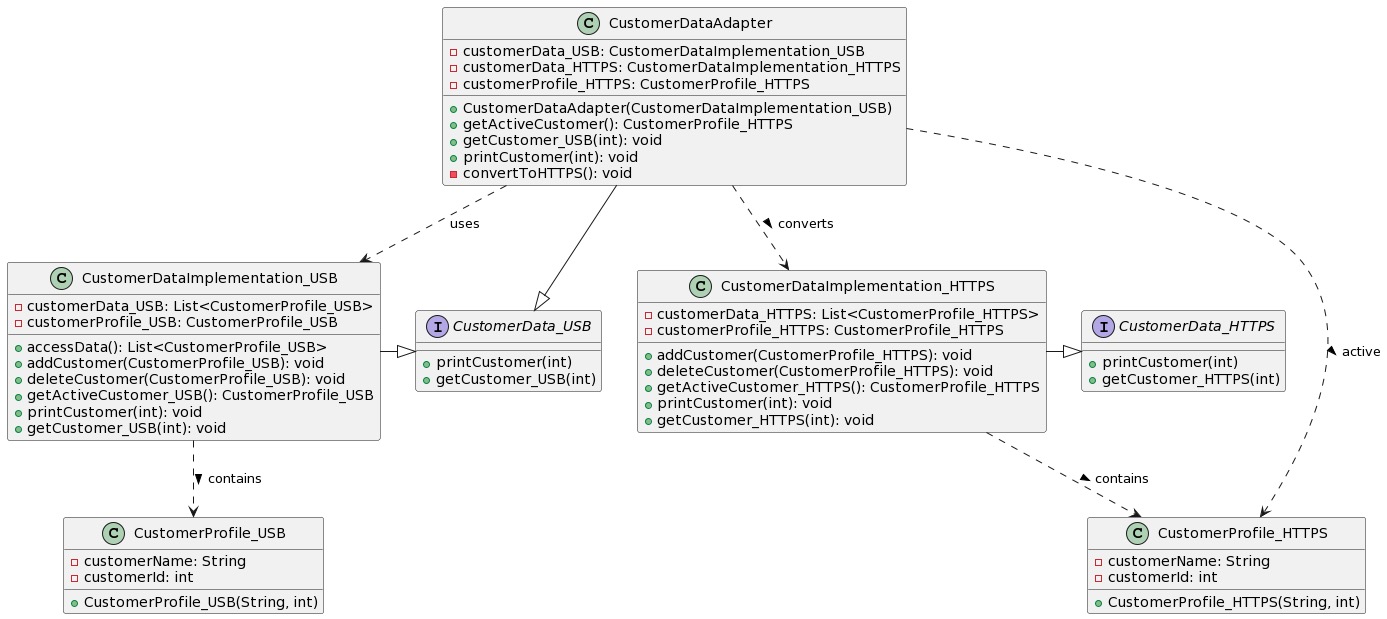 C CustomerDataAdapter
customerData_USB: CustomerDataImplementation_USB
customerData_HTTPS: CustomerDataImplementation_HTTPS
customerProfile_HTTPS: CustomerProfile_HTTPS
CustomerDataAdapter(CustomerDataImplementation_USB)
getActiveCustomer(): CustomerProfile_HTTPS
getCustomer_USB(int): void
printCustomer(int): void
convertToHTTPS(): void
uses
converts
active
C CustomerDataImplementation_USB
customerData_USB: List<CustomerProfile_USB>
customerProfile_USB: CustomerProfile_USB
accessData(): List<CustomerProfile_USB>
addCustomer(CustomerProfile_USB): void
deleteCustomer(CustomerProfile_USB): void
getActiveCustomer_USB(): CustomerProfile_USB
printCustomer(int): void
getCustomer_USB(int): void
I CustomerData_USB
printCustomer(int)
getCustomer_USB(int)
C CustomerDataImplementation_HTTPS
customerData_HTTPS: List<CustomerProfile_HTTPS>
customerProfile_HTTPS: CustomerProfile_HTTPS
addCustomer(CustomerProfile_HTTPS): void
deleteCustomer(CustomerProfile_HTTPS): void
getActiveCustomer_HTTPS(): CustomerProfile_HTTPS
printCustomer(int): void
getCustomer_HTTPS(int): void
I CustomerData_HTTPS
printCustomer(int)
getCustomer_HTTPS(int)
contains
contains
C CustomerProfile_USB
customerName: String
customerId: int
CustomerProfile_USB(String, int)
C CustomerProfile_HTTPS
customerName: String
customerId: int
CustomerProfile_HTTPS(String, int)